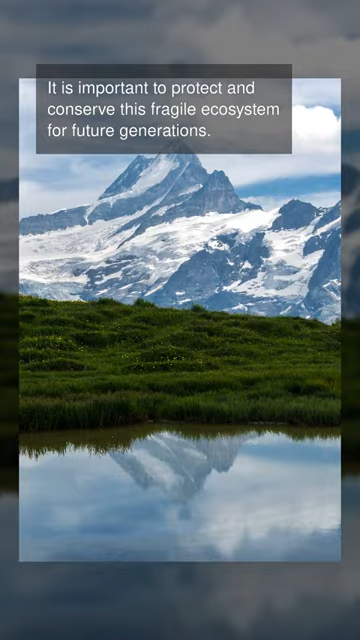 It is important to protect and
conserve this fragile ecosystem
for future generations.